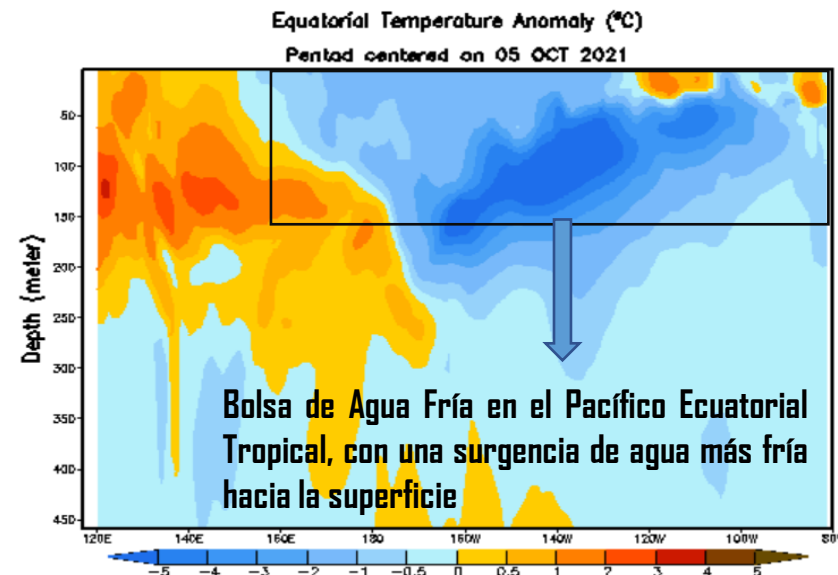 Equatorial Temperature Anomaly (°C)
Pentad centered on 05 OCT 2021
Depth (meter)
50
100
150
200
250
300
350
400
450
Bolsa de Agua Fría en el Pacífico Ecuatorial
Tropical, con una surgencia de agua más fría
hacia la superficie
120E 140E 160E 180 160W 140W 120W 100W 80W
-5 -4 -3 -2 -1 -0.5 0 0.5 1 2 3 4 5